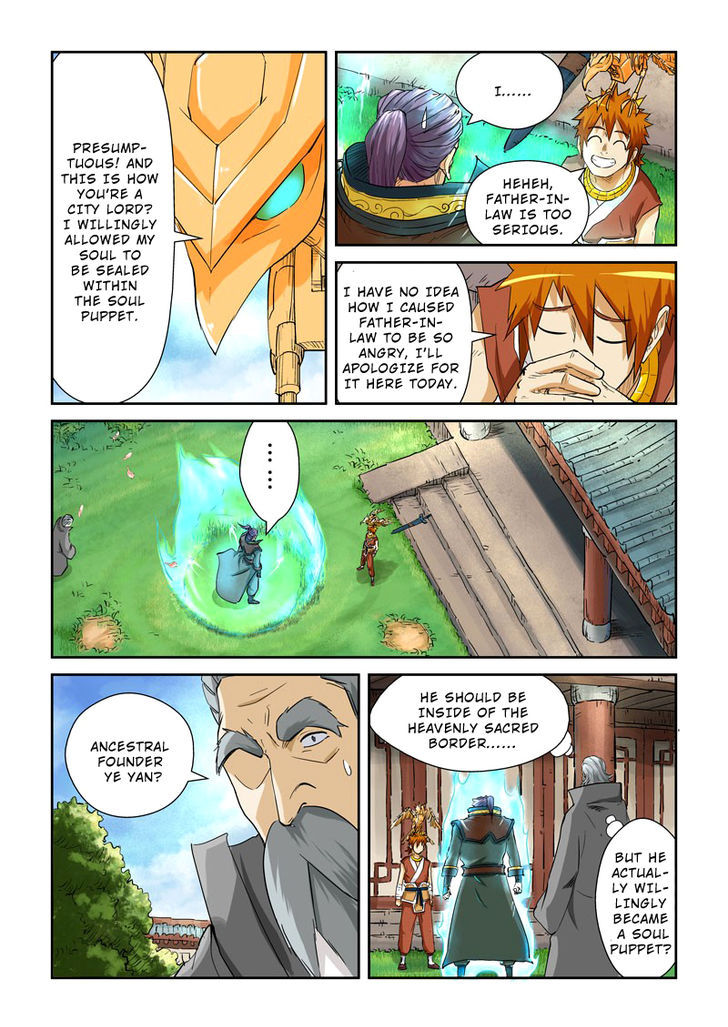 PRESUMP-
TUOUS! AND
THIS IS HOW
YOU'RE A
CITY LORD?
I WILLINGLY
ALLOWED MY
SOUL TO
BE SEALED
WITHIN
THE SOUL
PUPPET.
I......
HEHEH,
FATHER-IN-
LAW IS TOO
SERIOUS.
I HAVE NO IDEA
HOW I CAUSED
FATHER-IN-
LAW TO BE SO
ANGRY, I'LL
APOLOGIZE FOR
IT HERE TODAY.
......
ANCESTRAL
FOUNDER
YE YAN?
HE SHOULD BE
INSIDE OF THE
HEAVENLY SACRED
BORDER......
BUT HE
ACTUAL-
LY WIL-
LINGLY
BECAME
A SOUL
PUPPET?